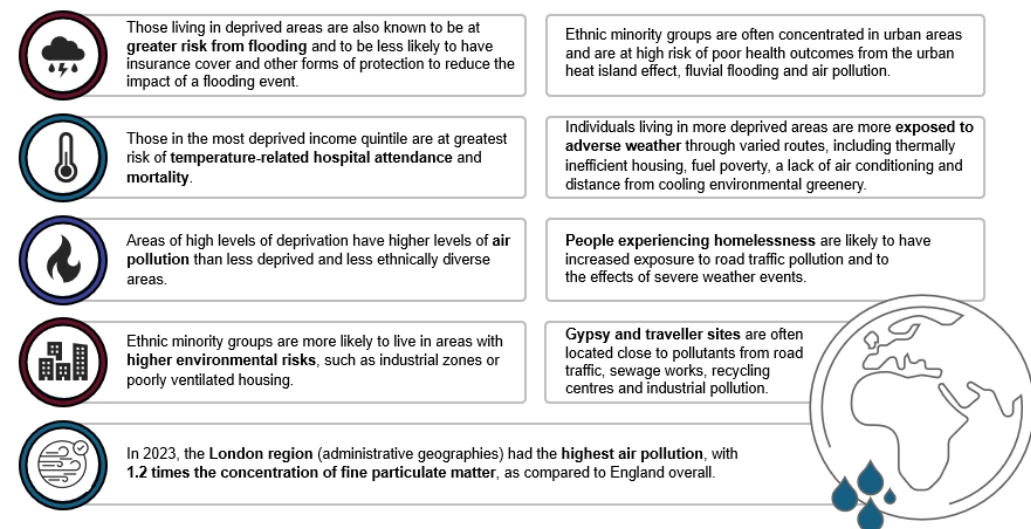 Those living in deprived areas are also known to be at
greater risk from flooding and to be less likely to have
insurance cover and other forms of protection to reduce the
impact of a flooding event.
Ethnic minority groups are often concentrated in urban areas
and are at high risk of poor health outcomes from the urban
heat island effect, fluvial flooding and air pollution.
Those in the most deprived income quintile are at greatest
risk of temperature-related hospital attendance and
mortality.
Individuals living in more deprived areas are more exposed to
adverse weather through varied routes, including thermally
inefficient housing, fuel poverty, a lack of air conditioning and
distance from cooling environmental greenery.
Areas of high levels of deprivation have higher levels of air
pollution than less deprived and less ethnically diverse
areas.
People experiencing homelessness are likely to have
increased exposure to road traffic pollution and to
the effects of severe weather events.
Ethnic minority groups are more likely to live in areas with
higher environmental risks, such as industrial zones or
poorly ventilated housing.
Gypsy and traveller sites are often
located close to pollutants from road
traffic, sewage works, recycling
centres and industrial pollution.
In 2023, the London region (administrative geographies) had the highest air pollution, with
1.2 times the concentration of fine particulate matter, as compared to England overall.